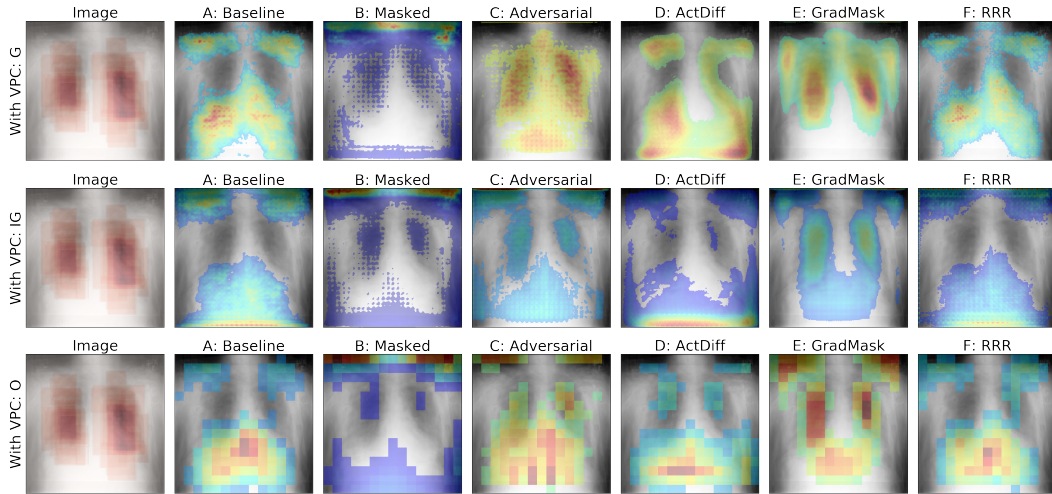 Image A: Baseline B: Masked C: Adversarial D: ActDiff E: GradMask F: RRR
With VPC: G
Image A: Baseline B: Masked C: Adversarial D: ActDiff E: GradMask F: RRR
With VPC: IG
Image A: Baseline B: Masked C: Adversarial D: ActDiff E: GradMask F: RRR
With VPC: O